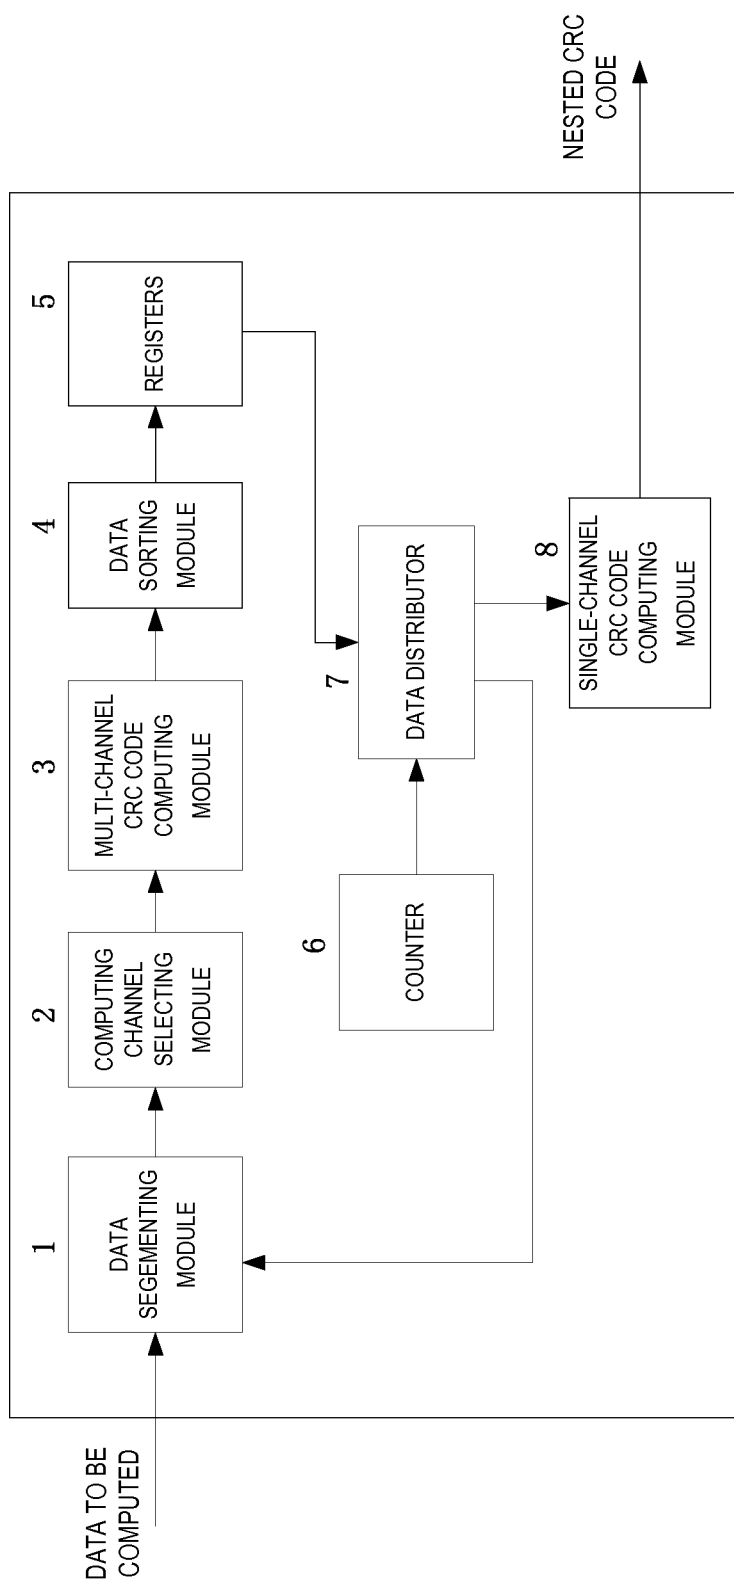 DATA TO BE
COMPUTED
1
DATA
SEGEMENTING
MODULE
2
COMPUTING
CHANNEL
SELECTING
MODULE
3
MULTI-CHANNEL
CRC CODE
COMPUTING
MODULE
4
DATA
SORTING
MODULE
5
REGISTERS
6
COUNTER
7
DATA DISTRIBUTOR
8
SINGLE-CHANNEL
CRC CODE
COMPUTING
MODULE
NESTED CRC
CODE